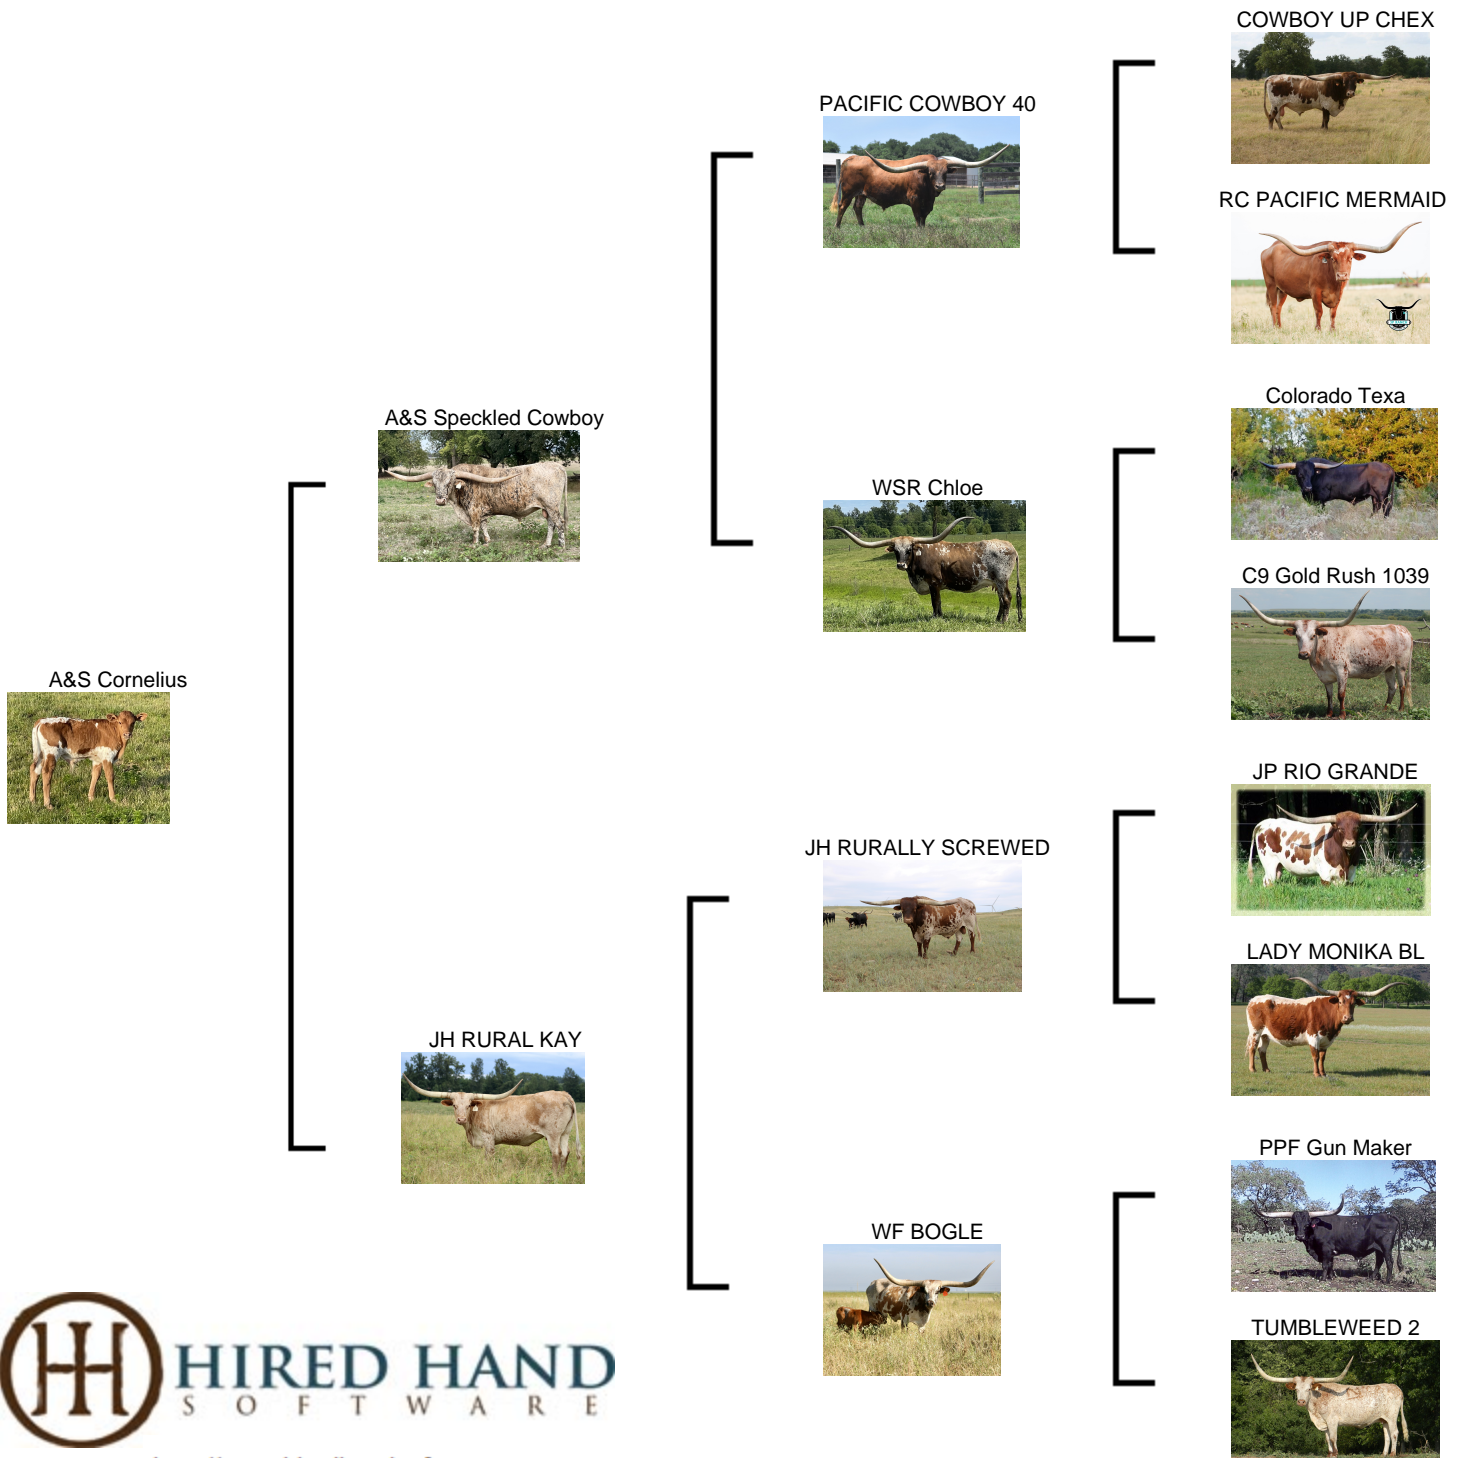 COWBOY UP CHEX
PACIFIC COWBOY 40
RC PACIFIC MERMAID
Colorado Texa
A&S Speckled Cowboy
WSR Chloe
C9 Gold Rush 1039
A&S Cornelius
JP RIO GRANDE
JH RURALLY SCREWED
LADY MONIKA BL
JH RURAL KAY
PPF Gun Maker
WF BOGLE
TUMBLEWEED 2
HIRED HAND
SOFTWARE